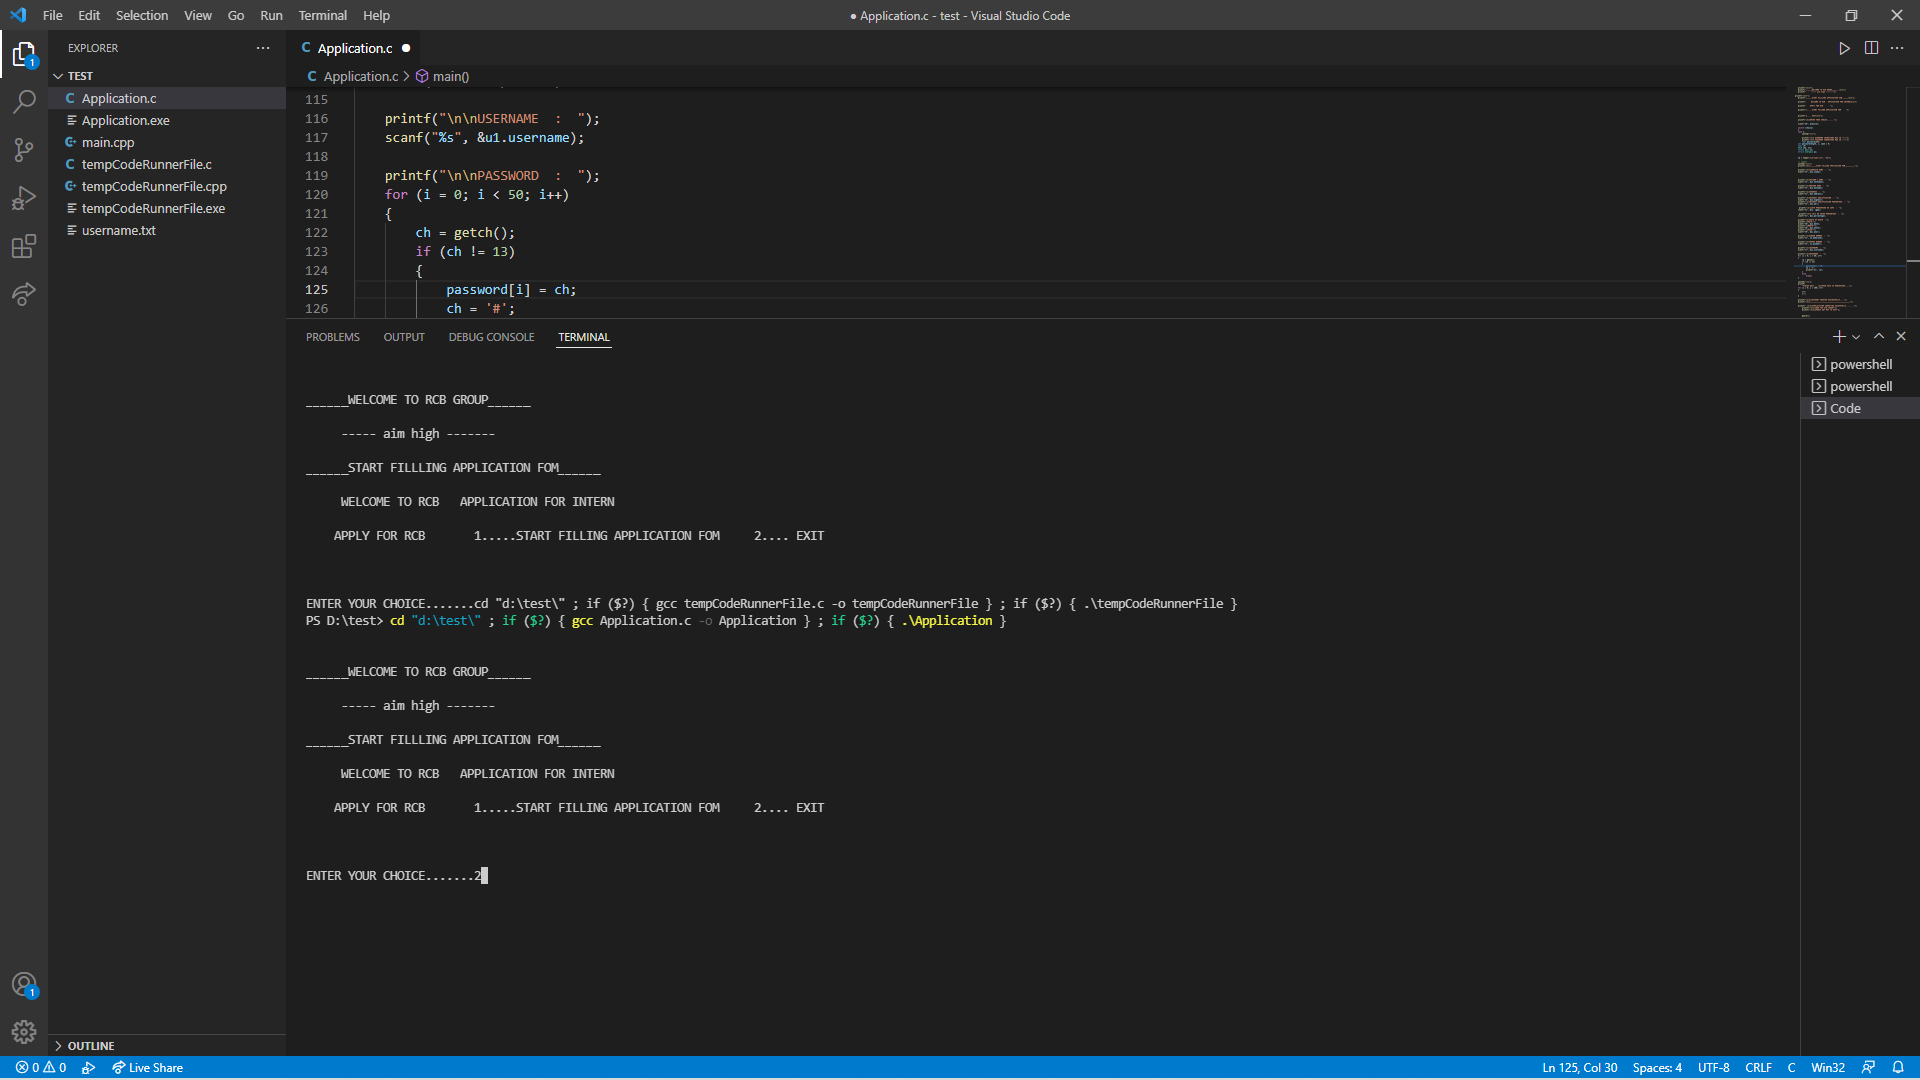 File Edit Selection View Go Run Terminal Help
● Application.c - test - Visual Studio Code
EXPLORER
TEST
Application.c
Application.exe
main.cpp
tempCodeRunnerFile.c
tempCodeRunnerFile.cpp
tempCodeRunnerFile.exe
username.txt
OUTLINE
C Application.c ●
C Application.c > main()
115
116 printf("\n\nUSERNAME  :  ");
117 scanf("%s", &u1.username);
118
119 printf("\n\nPASSWORD  :  ");
120 for (i = 0; i < 50; i++)
121 {
122 ch = getch();
123 if (ch != 13)
124 {
125 password[i] = ch;
126 ch = '#';
PROBLEMS OUTPUT DEBUG CONSOLE TERMINAL
powershell
powershell
Code
______WELCOME TO RCB GROUP______
----- aim high -------
______START FILLLING APPLICATION FOM______
WELCOME TO RCB   APPLICATION FOR INTERN
APPLY FOR RCB       1.....START FILLING APPLICATION FOM     2.... EXIT
ENTER YOUR CHOICE.......cd "d:\test\" ; if ($?) { gcc tempCodeRunnerFile.c -o tempCodeRunnerFile } ; if ($?) { .\tempCodeRunnerFile }
PS D:\test> cd "d:\test\" ; if ($?) { gcc Application.c -o Application } ; if ($?) { .\Application }
______WELCOME TO RCB GROUP______
----- aim high -------
______START FILLLING APPLICATION FOM______
WELCOME TO RCB   APPLICATION FOR INTERN
APPLY FOR RCB       1.....START FILLING APPLICATION FOM     2.... EXIT
ENTER YOUR CHOICE.......2
0 0 Live Share
Ln 125, Col 30 Spaces: 4 UTF-8 CRLF C Win32